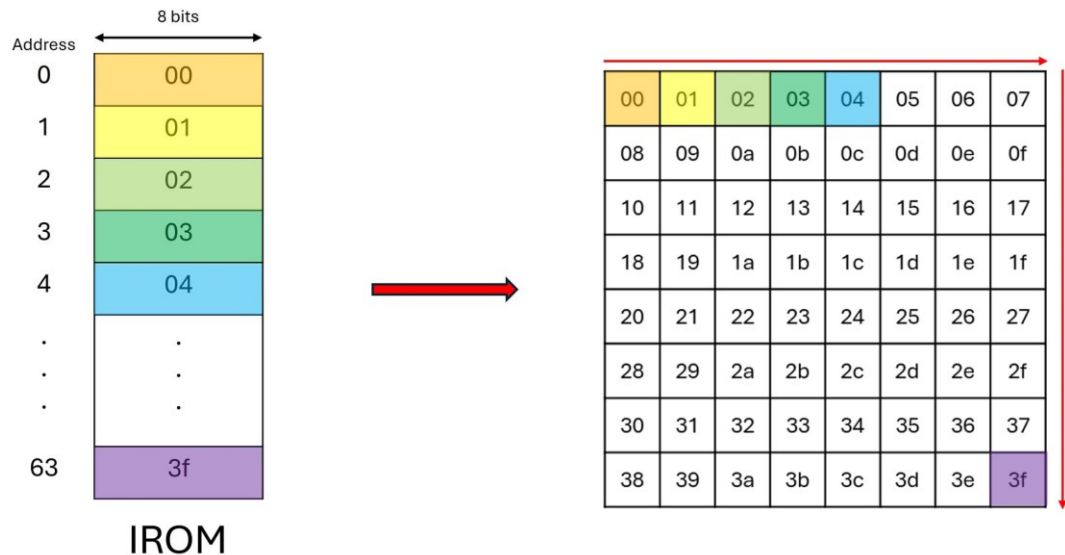 8 bits
Address
0 00
1 01
2 02
3 03
4 04
. .
. .
. .
63 3f
IROM
00 01 02 03 04 05 06 07
08 09 0a 0b 0c 0d 0e 0f
10 11 12 13 14 15 16 17
18 19 1a 1b 1c 1d 1e 1f
20 21 22 23 24 25 26 27
28 29 2a 2b 2c 2d 2e 2f
30 31 32 33 34 35 36 37
38 39 3a 3b 3c 3d 3e 3f